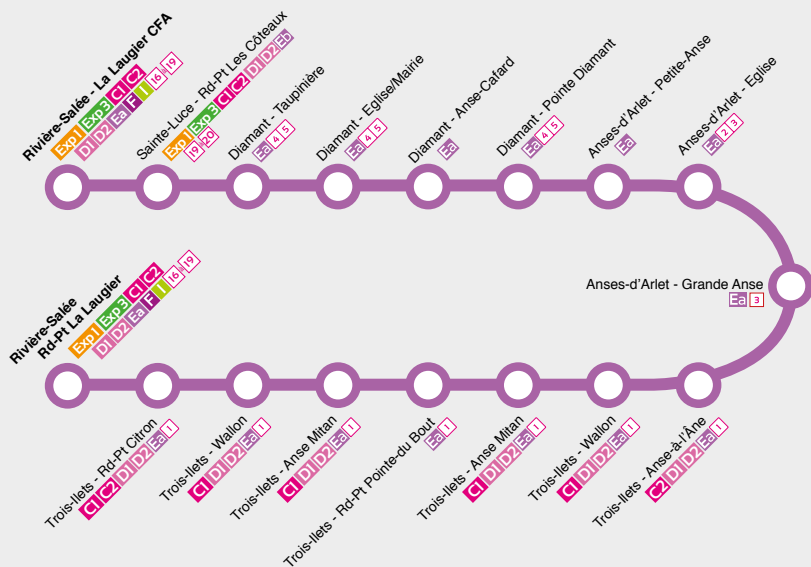 Rivière-Salée - La Laugier CFA
Exp1 Exp 3 C1 C2
D1 D2 Ea F I 16 19
Sainte-Luce - Rd-Pt Les Côteaux
Exp1 Exp 3 C1 C2 D1 D2 Eb
19 20
Diamant - Taupinière
Ea 4 5
Diamant - Eglise/Mairie
Ea 4 5
Diamant - Anse-Cafard
Ea
Diamant - Pointe Diamant
Ea 4 5
Anses-d'Arlet - Petite-Anse
Ea
Anses-d'Arlet - Eglise
Ea 2 3
Anses-d'Arlet - Grande Anse
Ea 3
Rivière-Salée
Rd-Pt La Laugier
Exp1 Exp 3 C1 C2
D1 D2 Ea F I 16 19
Trois-Ilets - Rd-Pt Citron
C1 C2 D1 D2 Ea 1
Trois-Ilets - Wallon
C1 D1 D2 Ea 1
Trois-Ilets - Anse Mitan
C1 D1 D2 Ea 1
Trois-Ilets - Rd-Pt Pointe-du Bout
Ea 1
Trois-Ilets - Anse Mitan
C1 D1 D2 Ea 1
Trois-Ilets - Wallon
C1 D1 D2 Ea 1
Trois-Ilets - Anse-à-l'Âne
C2 D1 D2 Ea 1